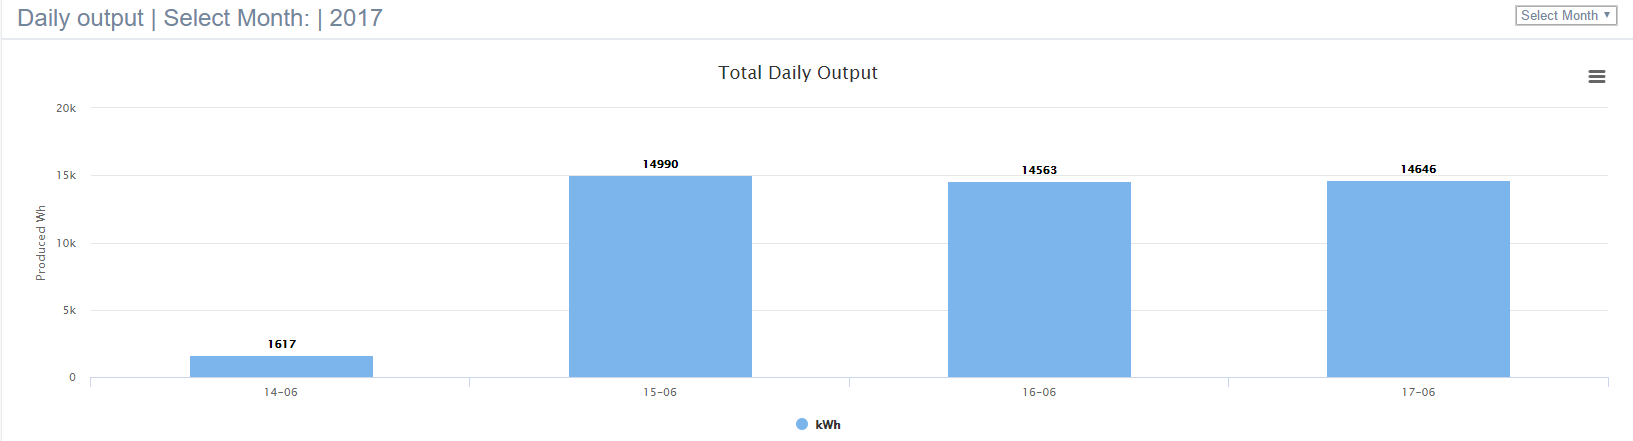 Daily output | Select Month: | 2017
Select Month
Total Daily Output
20k
15k
10k
5k
0
Produced Wh
1617
14990
14563
14646
14-06
15-06
16-06
17-06
kWh